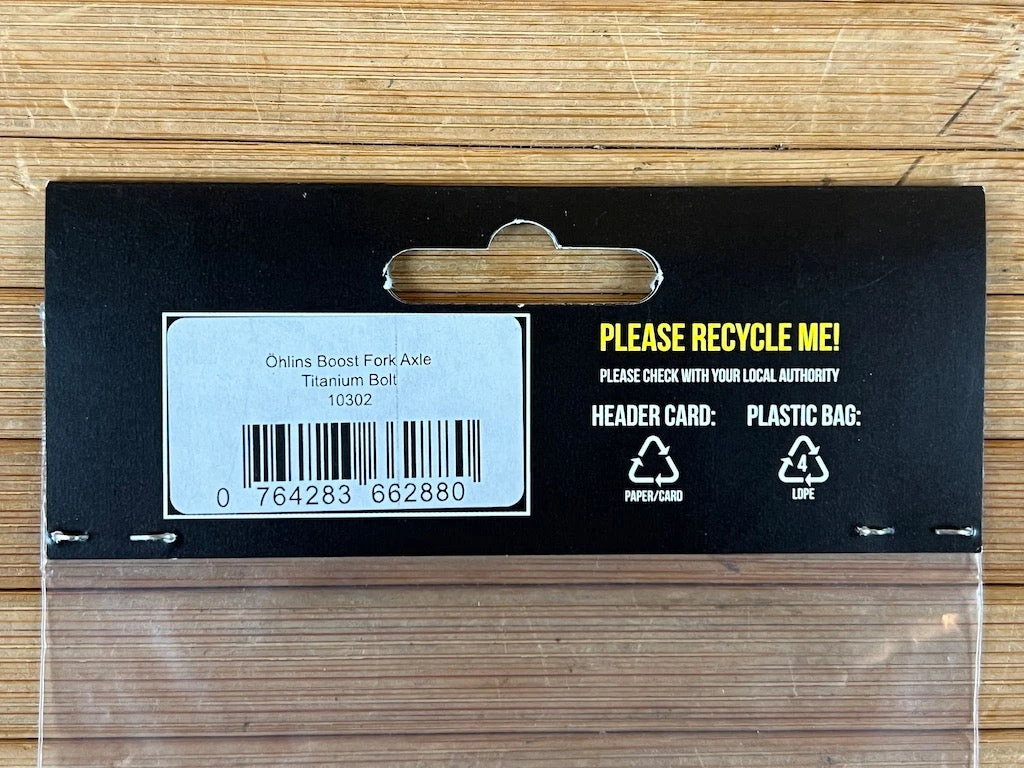 Öhlins Boost Fork Axle
Titanium Bolt
10302
0 764283 662880
PLEASE RECYCLE ME!
PLEASE CHECK WITH YOUR LOCAL AUTHORITY
HEADER CARD: PLASTIC BAG:
4
PAPER/CARD LDPE